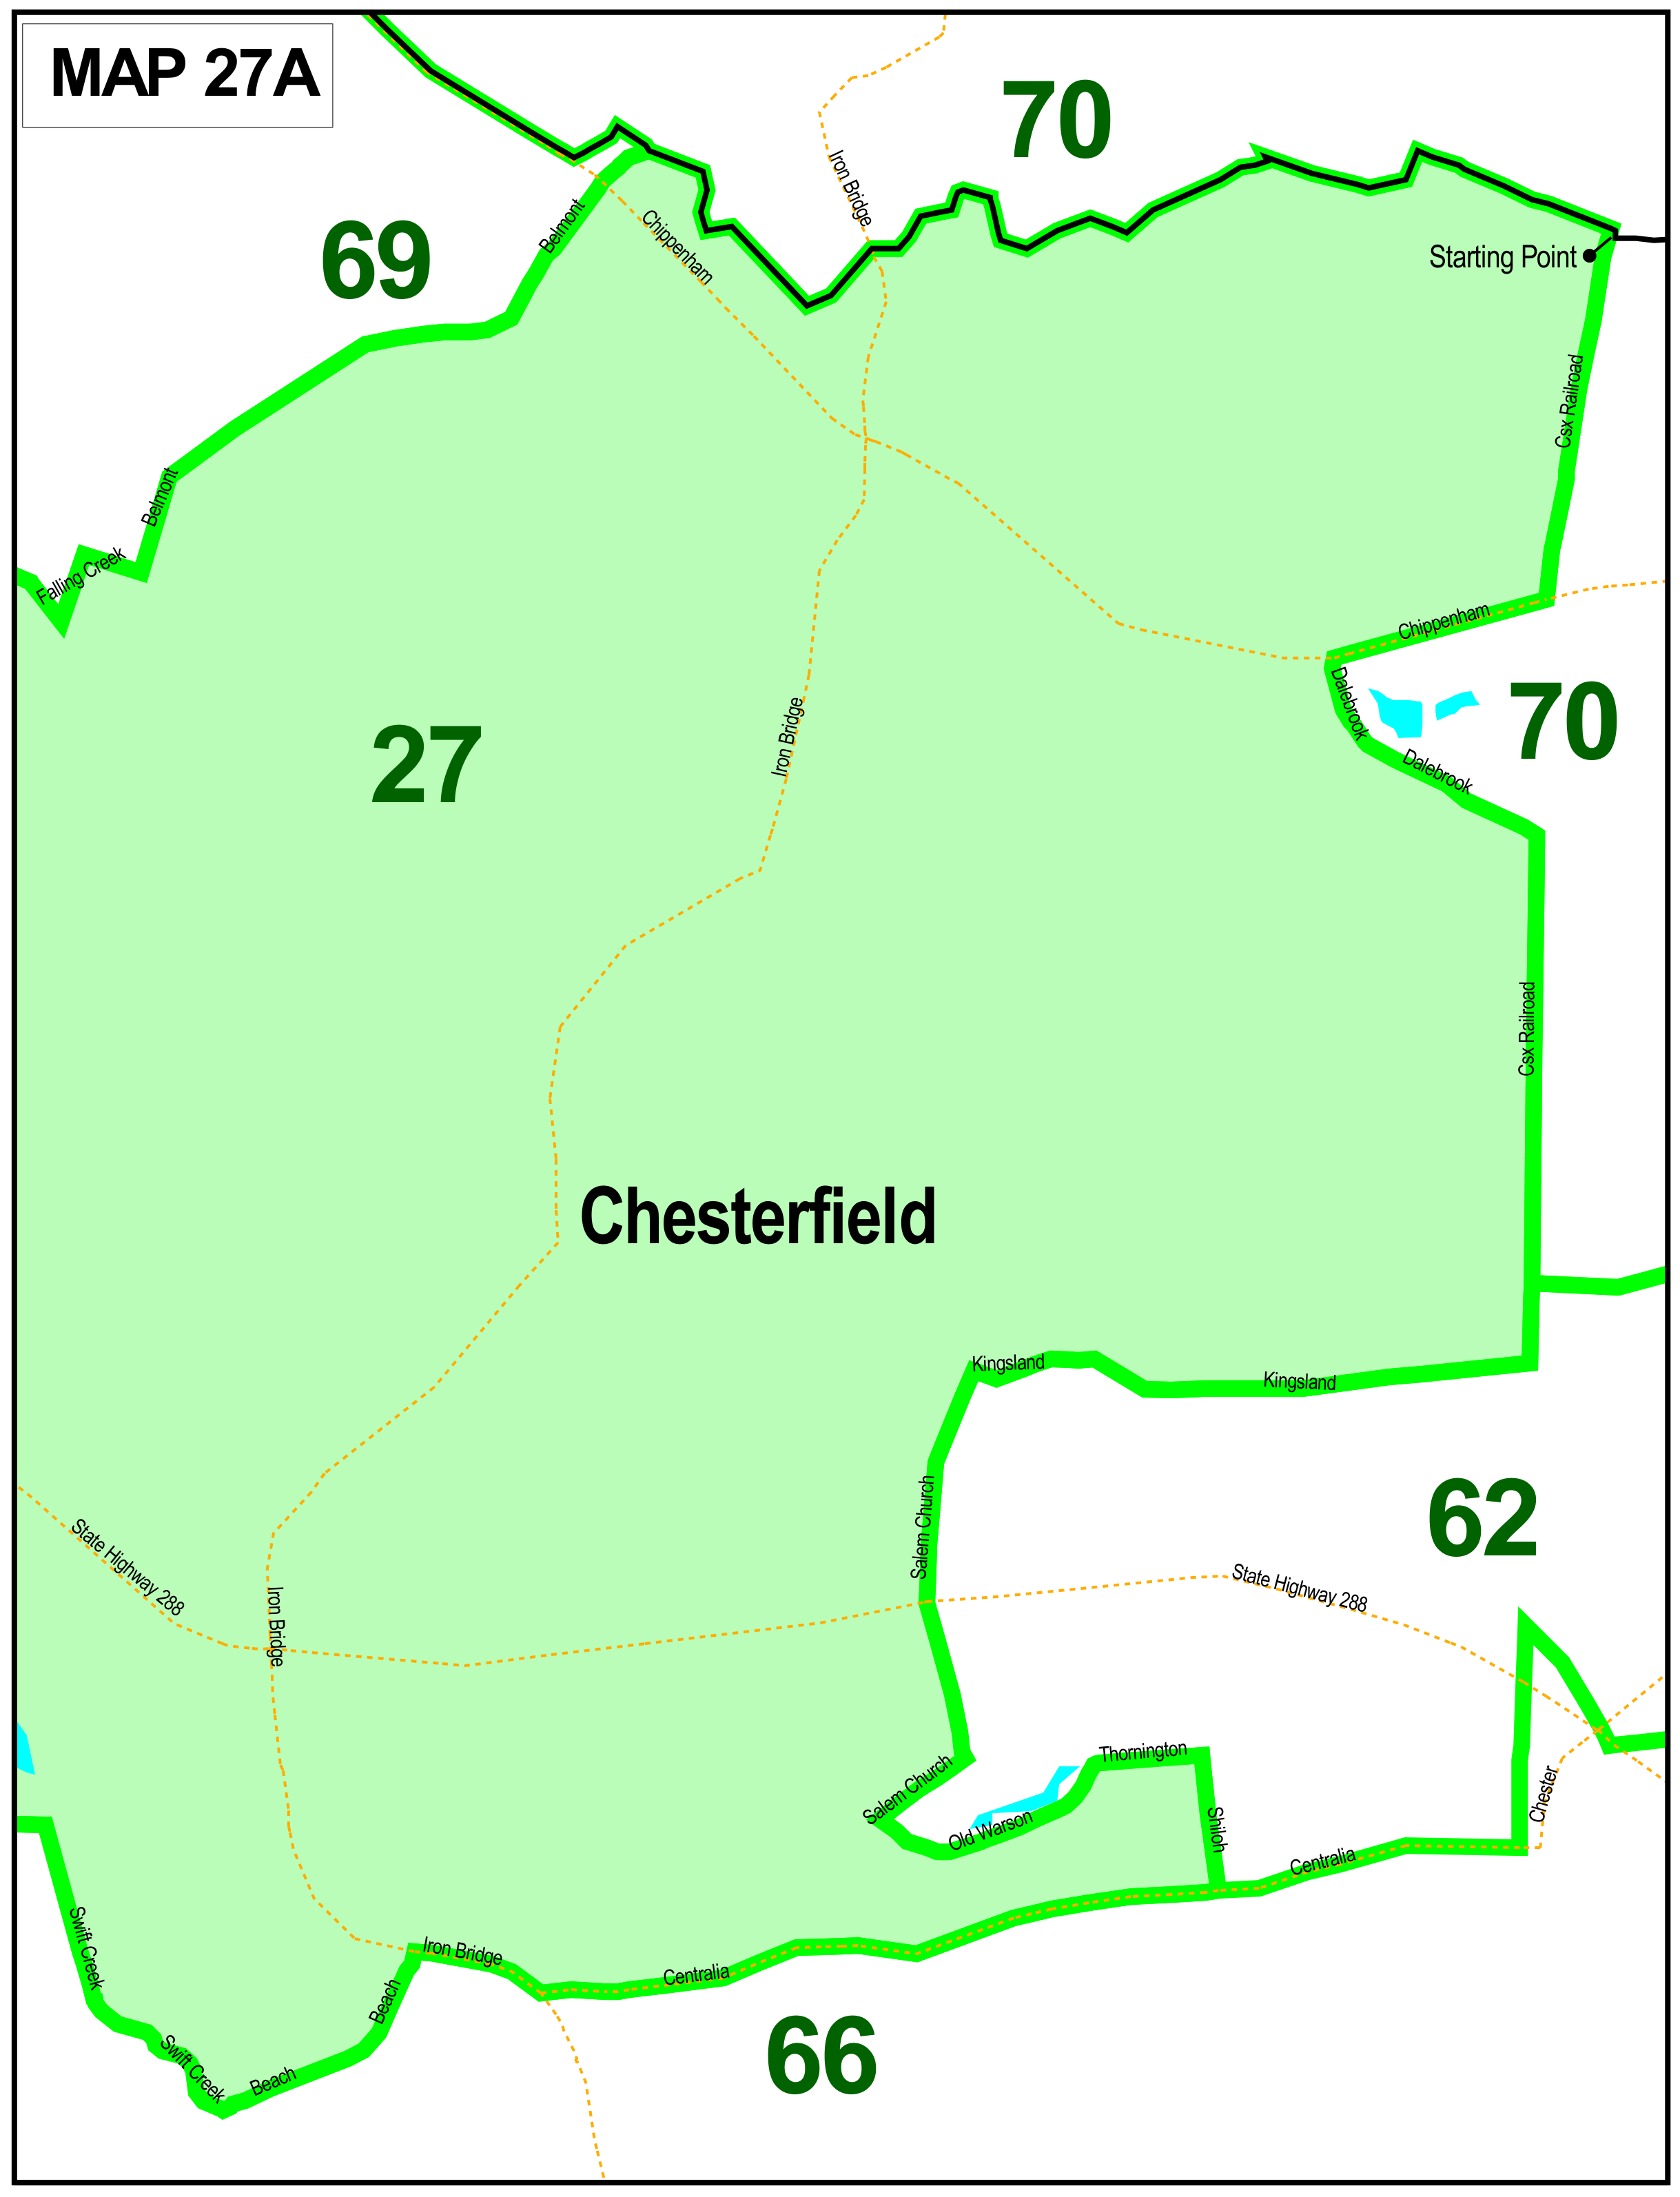 MAP 27A
70
Iron Bridge
69
Belmont
Chippenham
Starting Point
Csx Railroad
Belmont
Falling Creek
Chippenham
Dalebrook
70
27
Iron Bridge
Dalebrook
Csx Railroad
Chesterfield
Kingsland
Kingsland
Salem Church
62
State Highway 288
State Highway 288
Iron Bridge
Thornington
Salem Church
Old Warson
Shiloh
Chester
Centralia
Swift Creek
Iron Bridge
Centralia
Beach
66
Swift Creek
Beach